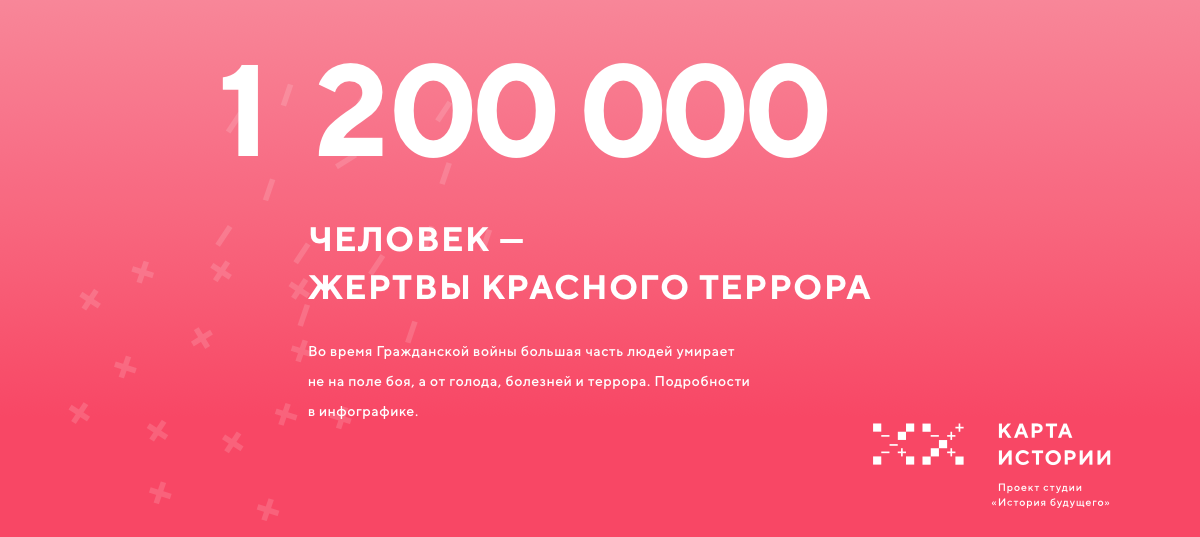 1 200 000
ЧЕЛОВЕК —
ЖЕРТВЫ КРАСНОГО ТЕРРОРА
Во время Гражданской войны большая часть людей умирает
не на поле боя, а от голода, болезней и террора. Подробности
в инфографике.
КАРТА
ИСТОРИИ
Проект студии
«История будущего»